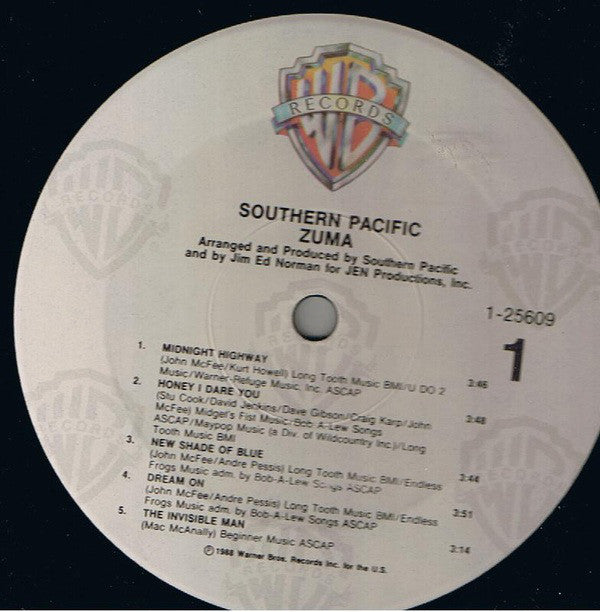 WB
RECORDS
SOUTHERN PACIFIC
ZUMA
Arranged and Produced by Southern Pacific
and by Jim Ed Norman for JEN Productions, Inc.
1-25609
1
1. MIDNIGHT HIGHWAY
(John McFee/Kurt Howell) Long Tooth Music BMI/U DO 2
Music/Warner-Refuge Music, Inc. ASCAP 3:46
2. HONEY I DARE YOU
(Stu Cook/David Jenkins/Dave Gibson/Craig Karp/John
McFee) Midget's Fist Music/Bob-A-Lew Songs 3:48
ASCAP/Maypop Music (a Div. of Wildcountry Inc.)/Long
Tooth Music BMI
3. NEW SHADE OF BLUE
(John McFee/Andre Pessis) Long Tooth Music BMI/Endless
Frogs Music adm. by Bob-A-Lew Songs ASCAP 3:44
4. DREAM ON
(John McFee/Andre Pessis) Long Tooth Music BMI/Endless
Frogs Music adm. by Bob-A-Lew Songs ASCAP 3:51
5. THE INVISIBLE MAN
(Mac McAnally) Beginner Music ASCAP 3:14
℗ 1988 Warner Bros. Records Inc. for the U.S.